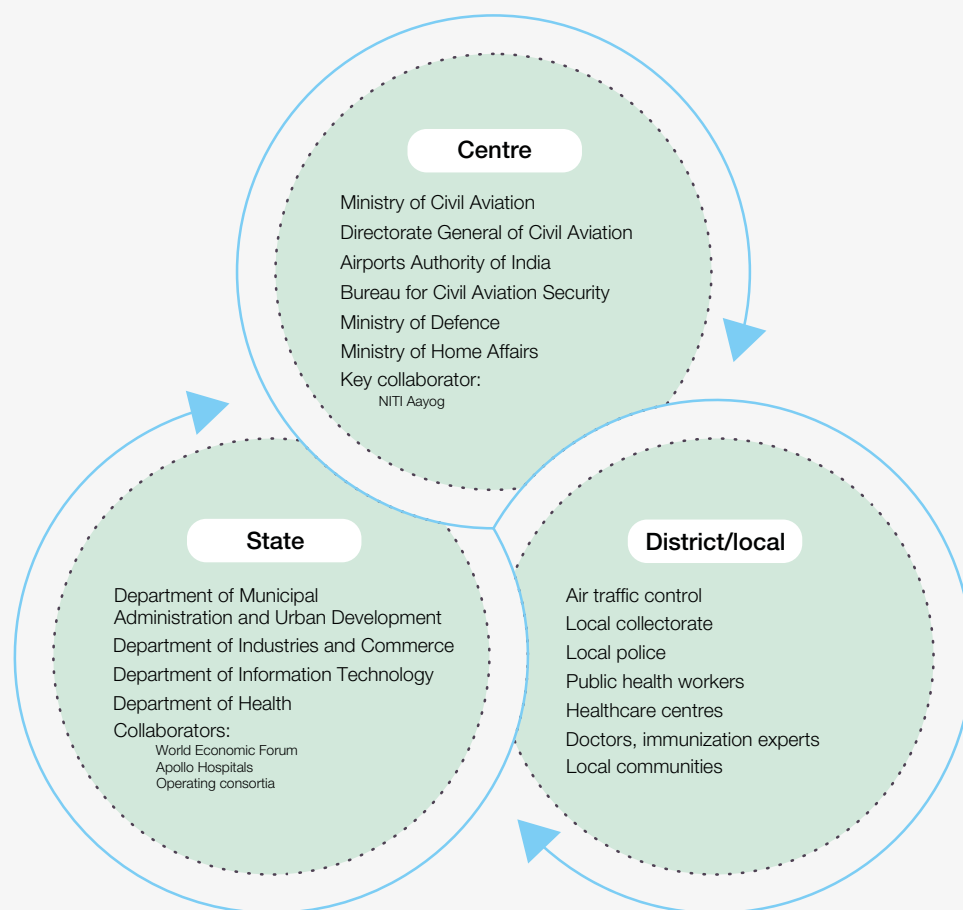 Centre
Ministry of Civil Aviation
Directorate General of Civil Aviation
Airports Authority of India
Bureau for Civil Aviation Security
Ministry of Defence
Ministry of Home Affairs
Key collaborator:
NITI Aayog
State
Department of Municipal
Administration and Urban Development
Department of Industries and Commerce
Department of Information Technology
Department of Health
Collaborators:
World Economic Forum
Apollo Hospitals
Operating consortia
District/local
Air traffic control
Local collectorate
Local police
Public health workers
Healthcare centres
Doctors, immunization experts
Local communities